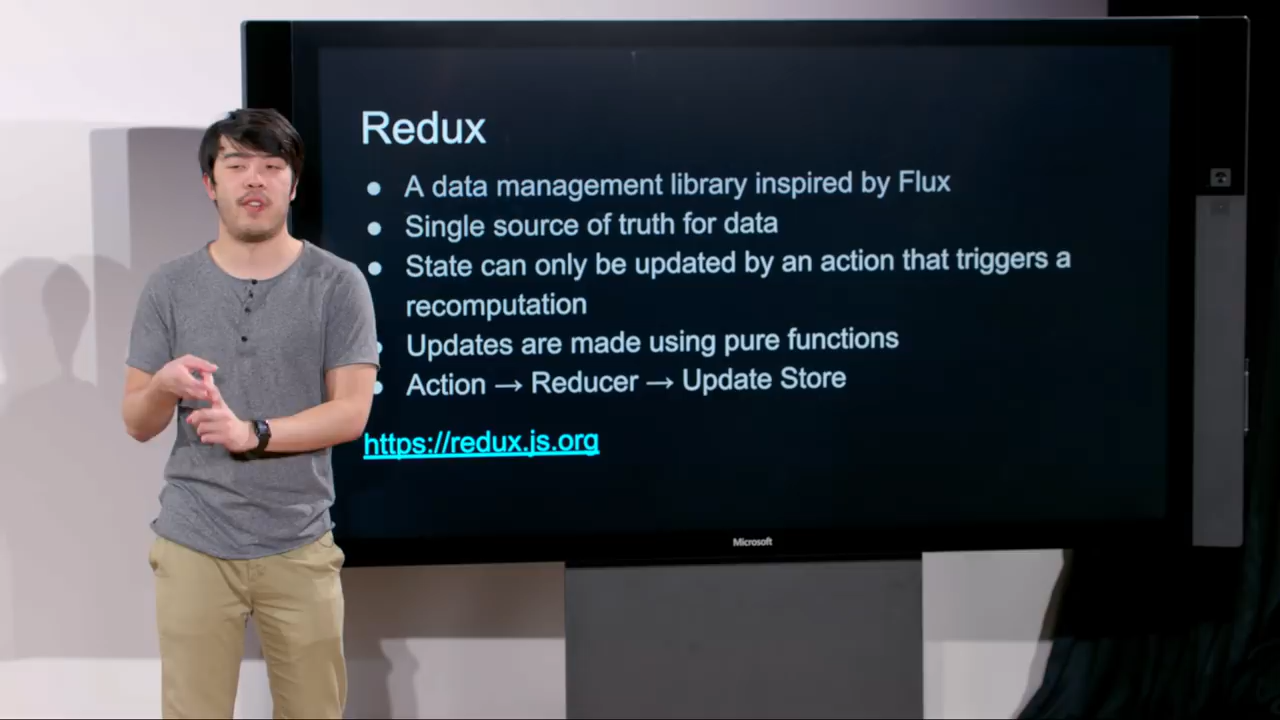 Redux
● A data management library inspired by Flux
● Single source of truth for data
● State can only be updated by an action that triggers a
recomputation
● Updates are made using pure functions
● Action → Reducer → Update Store
https://redux.js.org
Microsoft